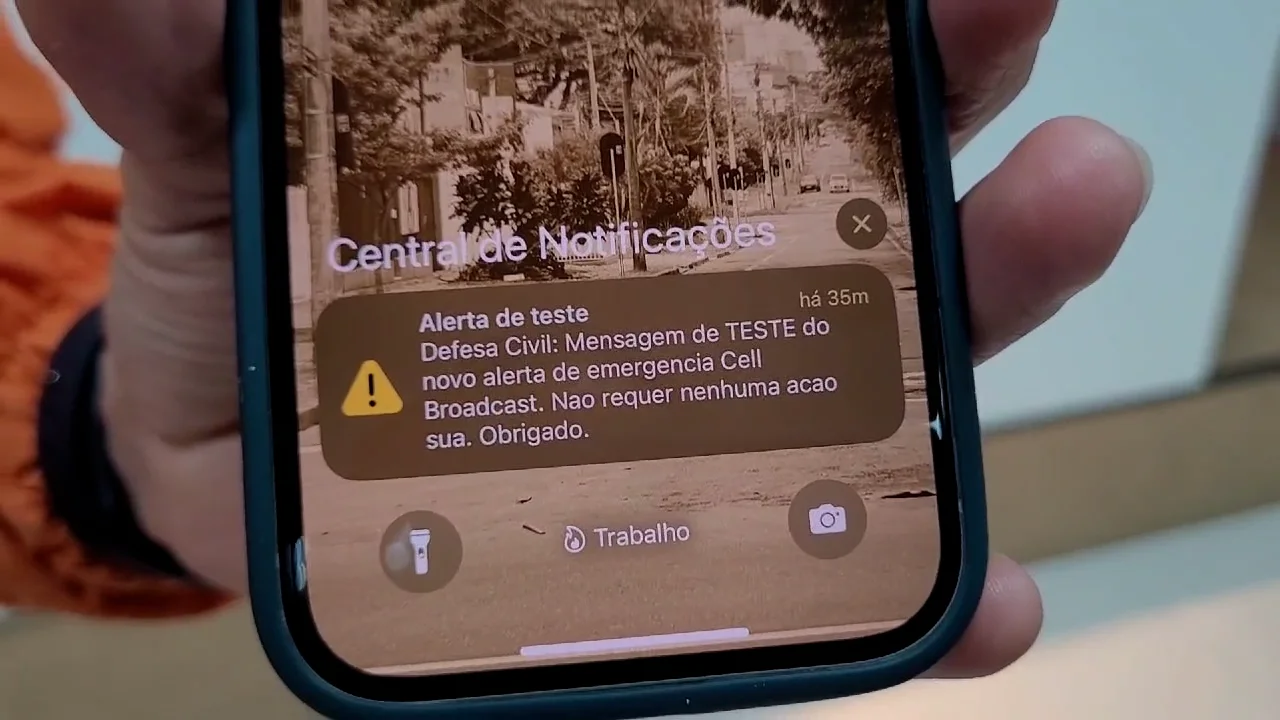 Central de Notificações
Alerta de teste
há 35m
Defesa Civil: Mensagem de TESTE do
novo alerta de emergencia Cell
Broadcast. Nao requer nenhuma acao
sua. Obrigado.
Trabalho